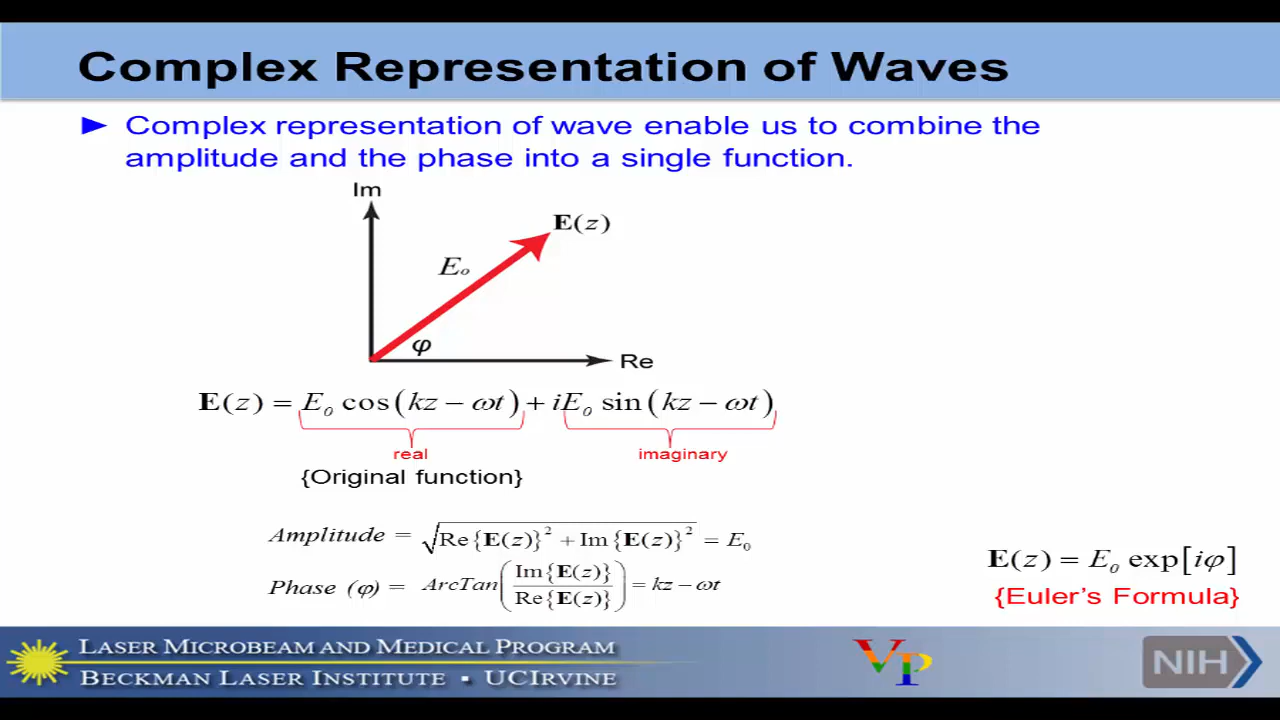 Complex Representation of Waves
► Complex representation of wave enable us to combine the
amplitude and the phase into a single function.
Im
E(z)
E₀
φ
Re
E(z) = E₀ cos(kz − ωt) + iE₀ sin(kz − ωt)
real
imaginary
{Original function}
Amplitude = √(Re{E(z)}² + Im{E(z)}²) = E₀
Phase (φ) = ArcTan(Im{E(z)} / Re{E(z)}) = kz − ωt
E(z) = E₀ exp[iφ]
{Euler's Formula}
LASER MICROBEAM AND MEDICAL PROGRAM
BECKMAN LASER INSTITUTE ▪ UCIRVINE
VP
NIH